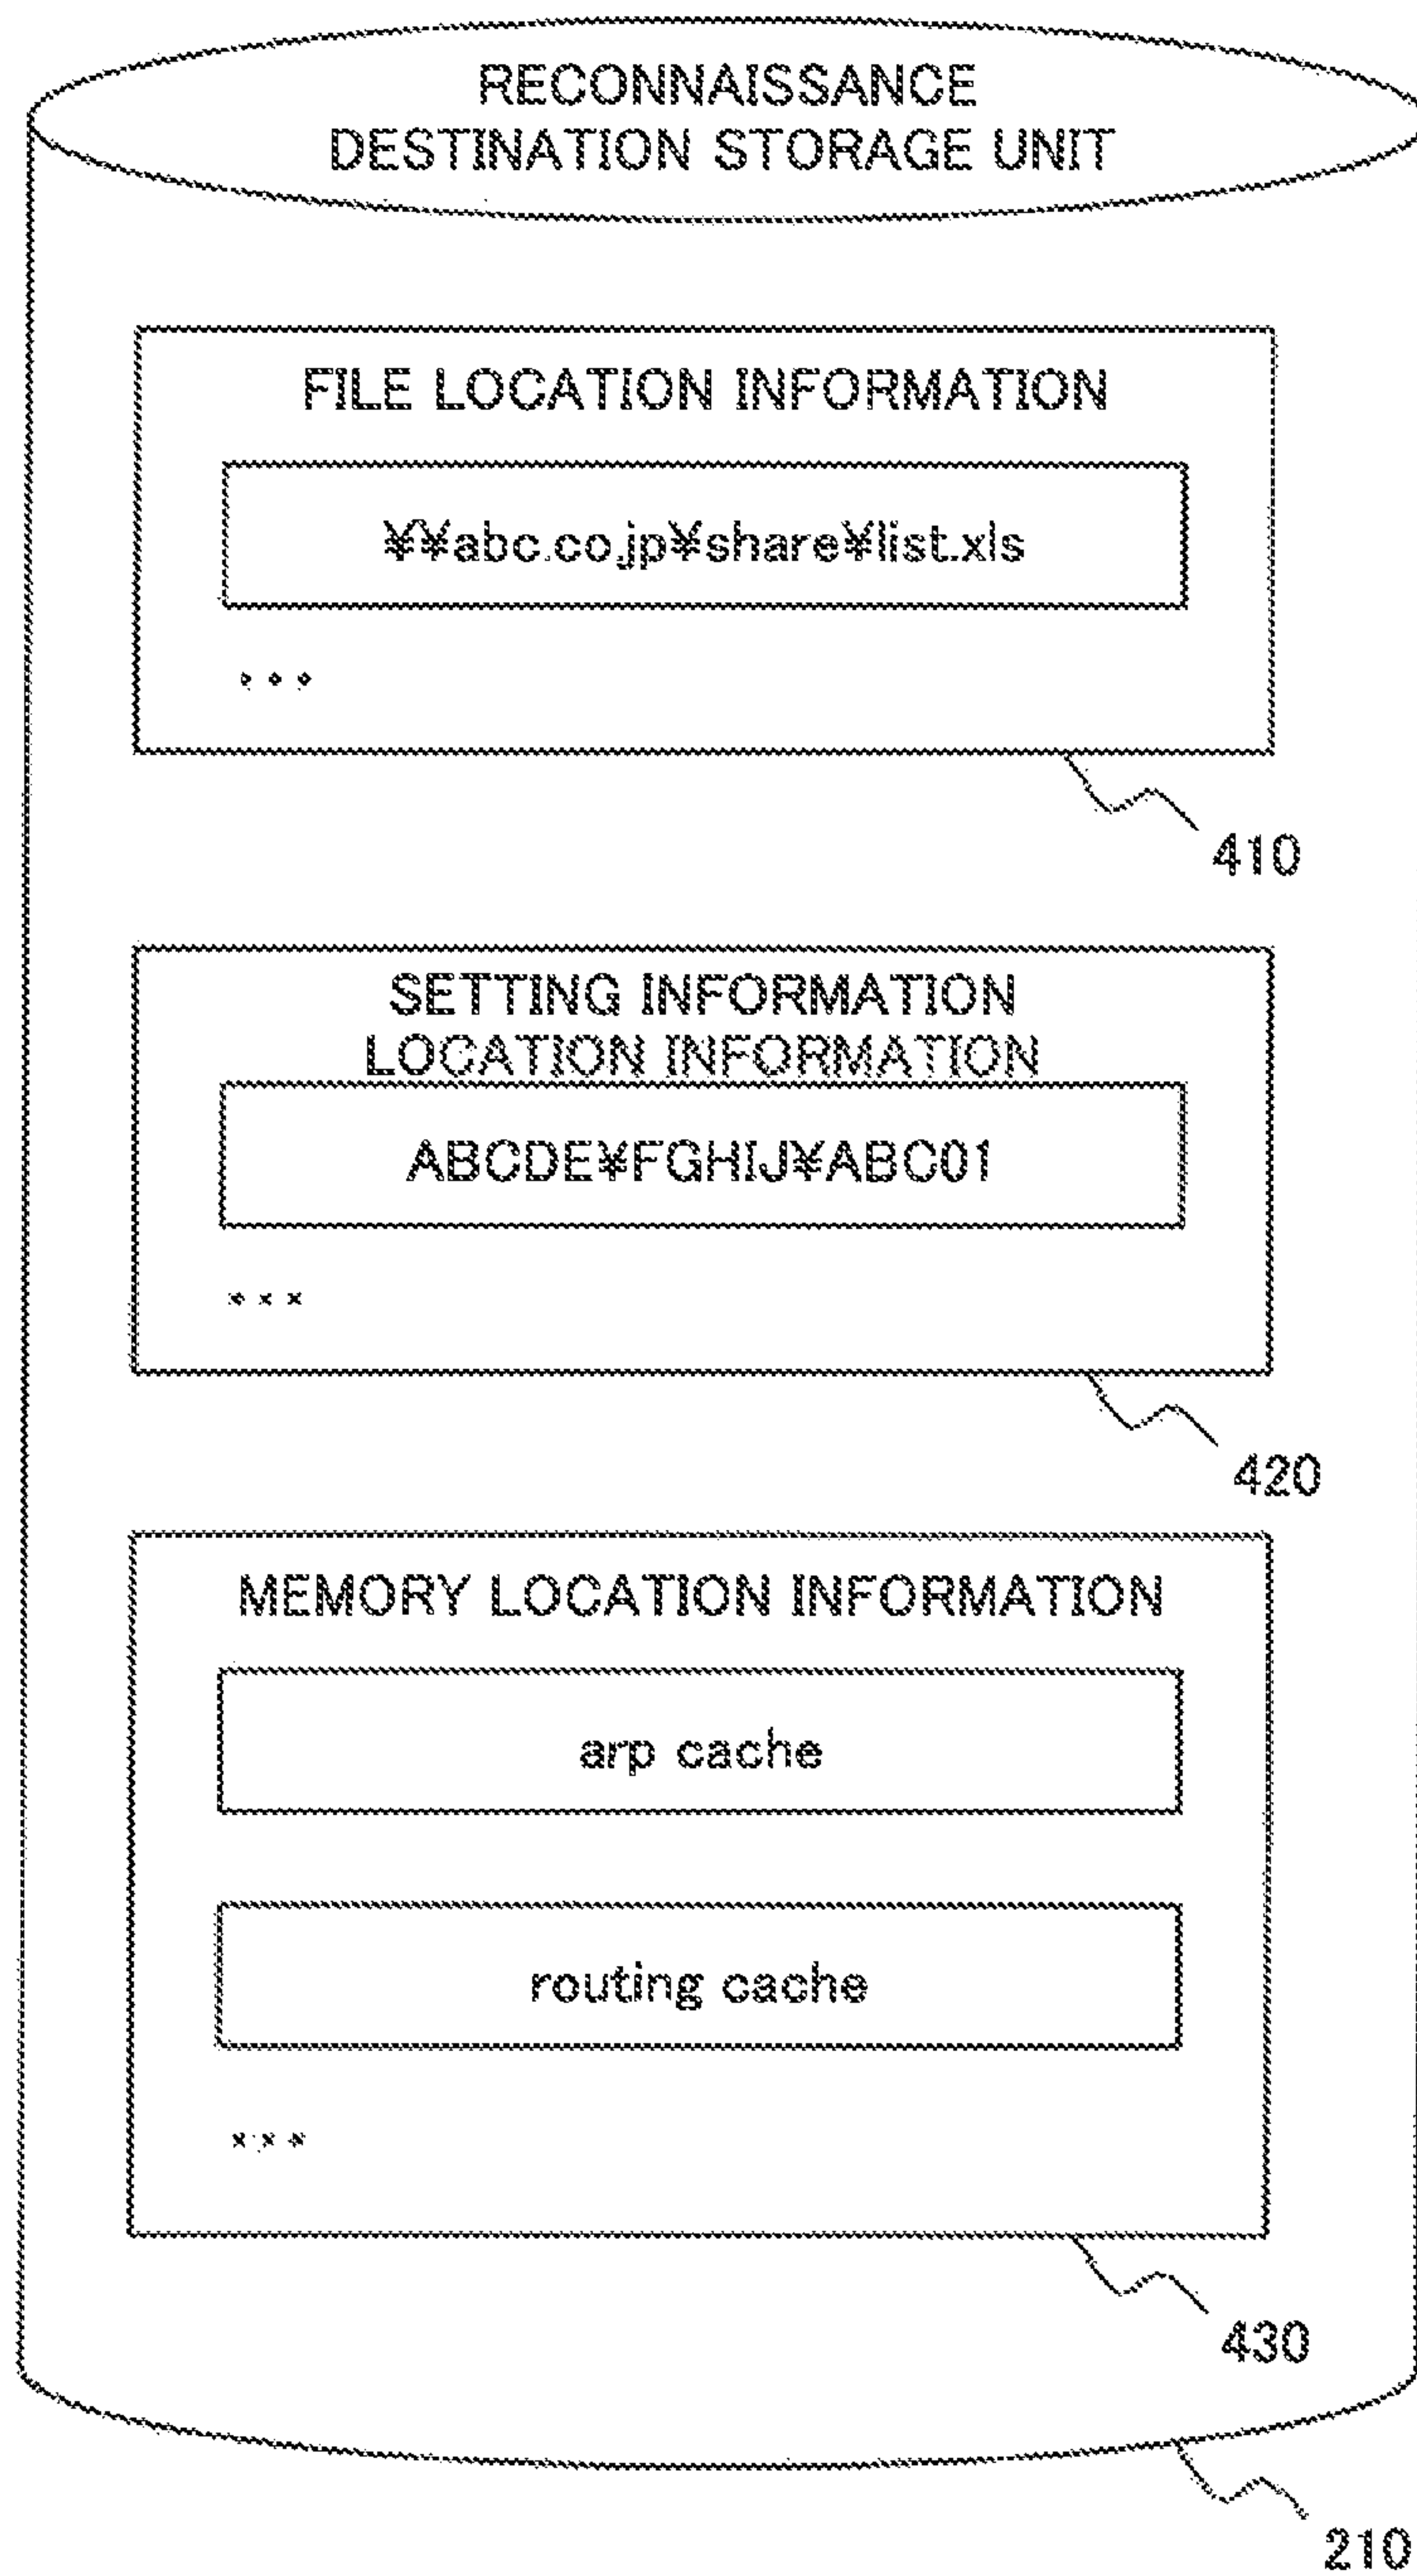 RECONNAISSANCE
DESTINATION STORAGE UNIT
FILE LOCATION INFORMATION
¥¥abc.co.jp¥share¥list.xls
...
410
SETTING INFORMATION
LOCATION INFORMATION
ABCDE¥FGHIJ¥ABC01
...
420
MEMORY LOCATION INFORMATION
arp cache
routing cache
...
430
210